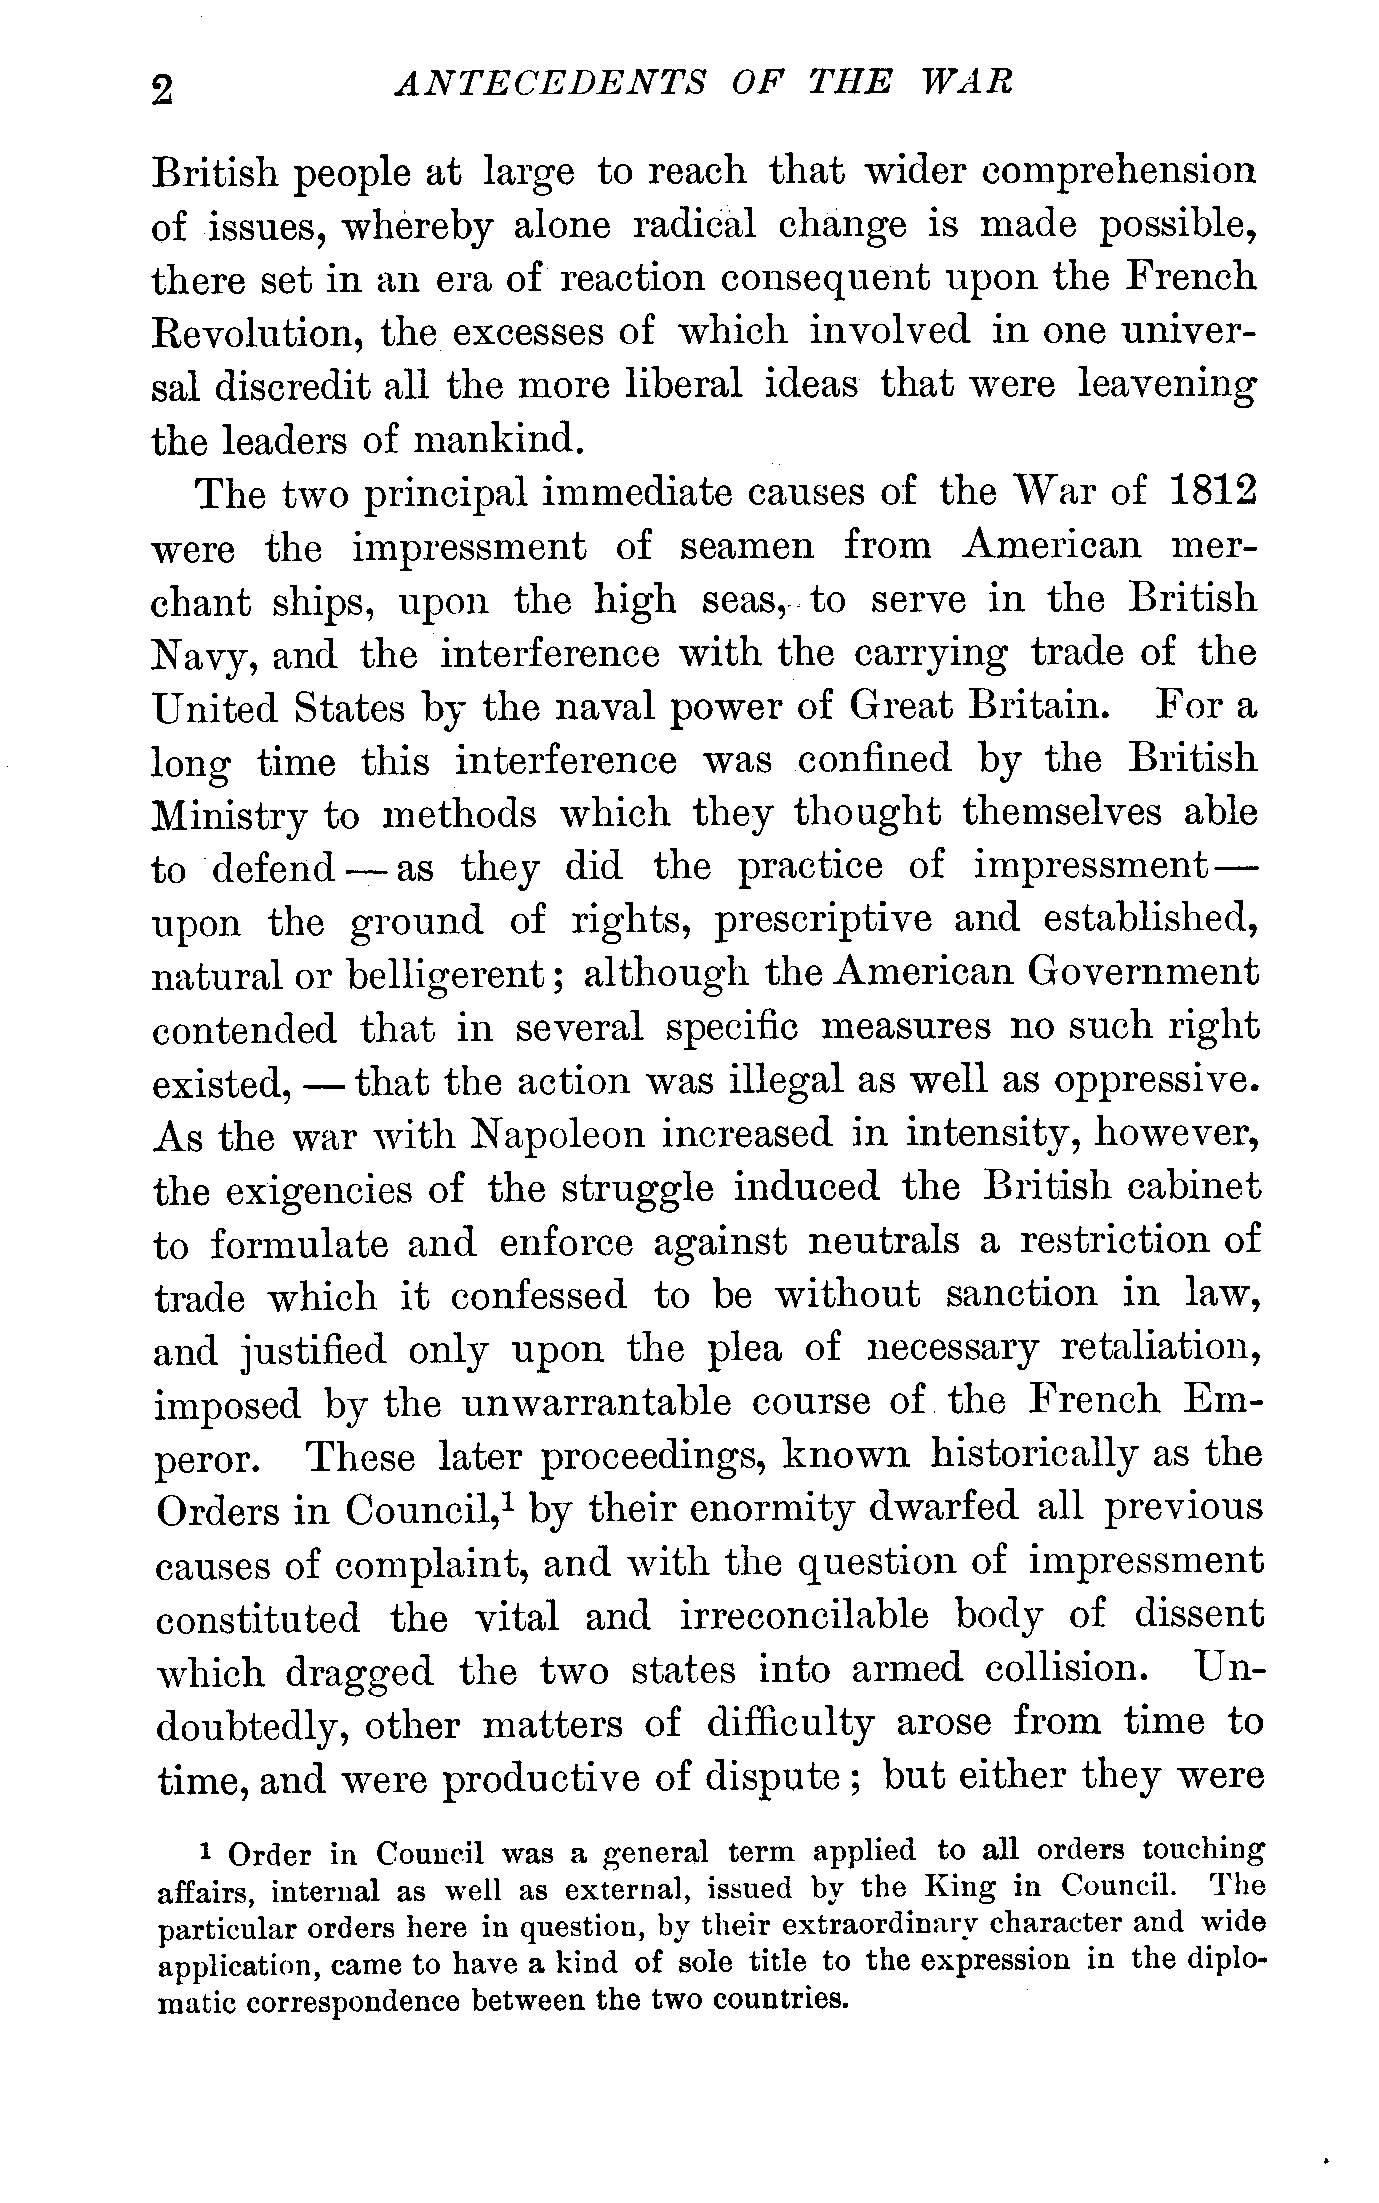 2 ANTECEDENTS OF THE WAR
British people at large to reach that wider comprehension
of issues, whereby alone radical change is made possible,
there set in an era of reaction consequent upon the French
Revolution, the excesses of which involved in one univer-
sal discredit all the more liberal ideas that were leavening
the leaders of mankind.
The two principal immediate causes of the War of 1812
were the impressment of seamen from American mer-
chant ships, upon the high seas, to serve in the British
Navy, and the interference with the carrying trade of the
United States by the naval power of Great Britain. For a
long time this interference was confined by the British
Ministry to methods which they thought themselves able
to defend — as they did the practice of impressment —
upon the ground of rights, prescriptive and established,
natural or belligerent; although the American Government
contended that in several specific measures no such right
existed, — that the action was illegal as well as oppressive.
As the war with Napoleon increased in intensity, however,
the exigencies of the struggle induced the British cabinet
to formulate and enforce against neutrals a restriction of
trade which it confessed to be without sanction in law,
and justified only upon the plea of necessary retaliation,
imposed by the unwarrantable course of the French Em-
peror. These later proceedings, known historically as the
Orders in Council,¹ by their enormity dwarfed all previous
causes of complaint, and with the question of impressment
constituted the vital and irreconcilable body of dissent
which dragged the two states into armed collision. Un-
doubtedly, other matters of difficulty arose from time to
time, and were productive of dispute; but either they were
¹ Order in Council was a general term applied to all orders touching
affairs, internal as well as external, issued by the King in Council. The
particular orders here in question, by their extraordinary character and wide
application, came to have a kind of sole title to the expression in the diplo-
matic correspondence between the two countries.